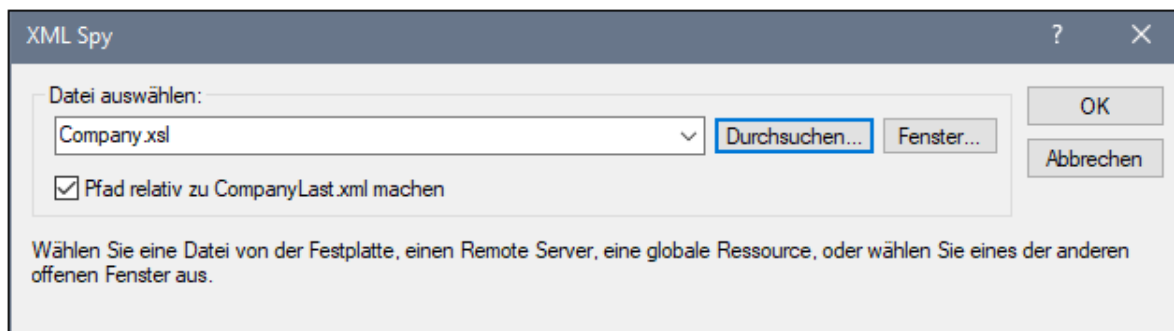 XML Spy
Datei auswählen:
Company.xsl
Durchsuchen...
Fenster...
OK
Abbrechen
Pfad relativ zu CompanyLast.xml machen
Wählen Sie eine Datei von der Festplatte, einen Remote Server, eine globale Ressource, oder wählen Sie eines der anderen
offenen Fenster aus.